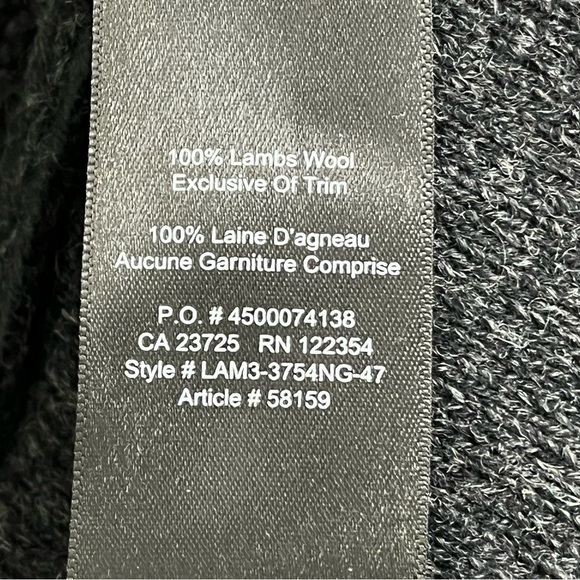 100% Lambs Wool
Exclusive Of Trim
100% Laine D'agneau
Aucune Garniture Comprise
P.O. # 4500074138
CA 23725 RN 122354
Style # LAM3-3754NG-47
Article # 58159